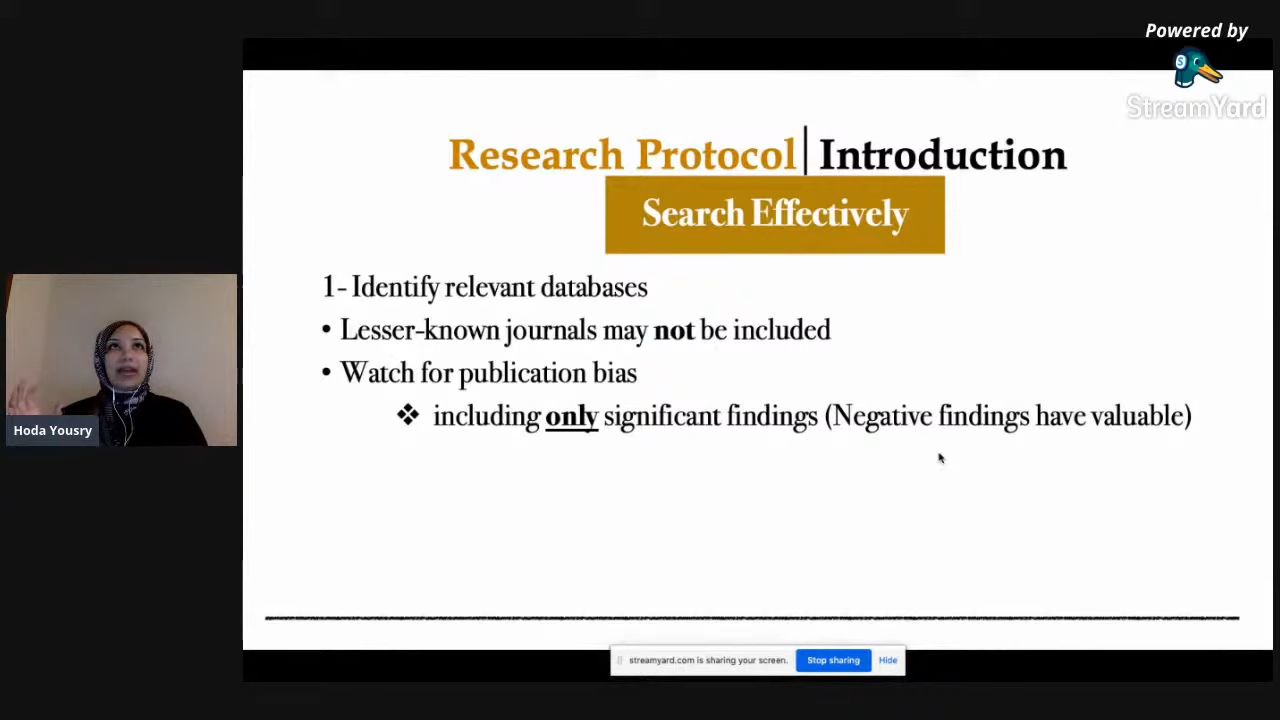 Powered by
StreamYard
Research Protocol| Introduction
Search Effectively
1- Identify relevant databases
• Lesser-known journals may not be included
• Watch for publication bias
❖ including only significant findings (Negative findings have valuable)
Hoda Yousry
streamyard.com is sharing your screen. Stop sharing Hide